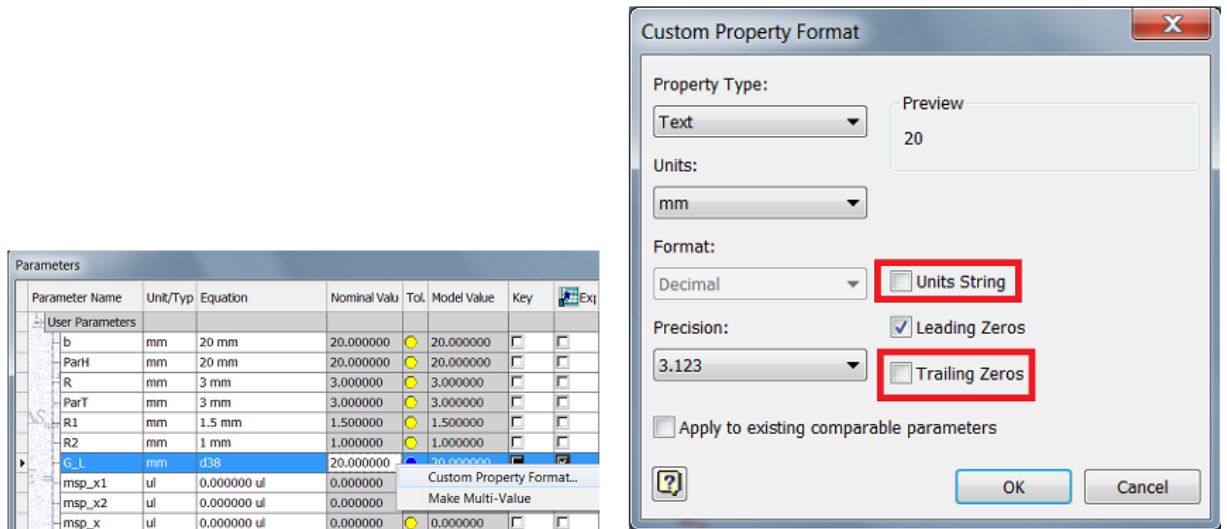 Parameters
Parameter Name Unit/Typ Equation Nominal Valu Tol. Model Value Key Exp
User Parameters
b mm 20 mm 20.000000 20.000000
ParH mm 20 mm 20.000000 20.000000
R mm 3 mm 3.000000 3.000000
ParT mm 3 mm 3.000000 3.000000
R1 mm 1.5 mm 1.500000 1.500000
R2 mm 1 mm 1.000000 1.000000
G_L mm d38 20.000000 20.000000
msp_x1 ul 0.000000 ul 0.000000
msp_x2 ul 0.000000 ul 0.000000
msp_x ul 0.000000 ul 0.000000 0.000000
Custom Property Format...
Make Multi-Value
Custom Property Format
Property Type:
Text
Preview
20
Units:
mm
Format:
Decimal
Units String
Precision:
Leading Zeros
3.123
Trailing Zeros
Apply to existing comparable parameters
OK Cancel